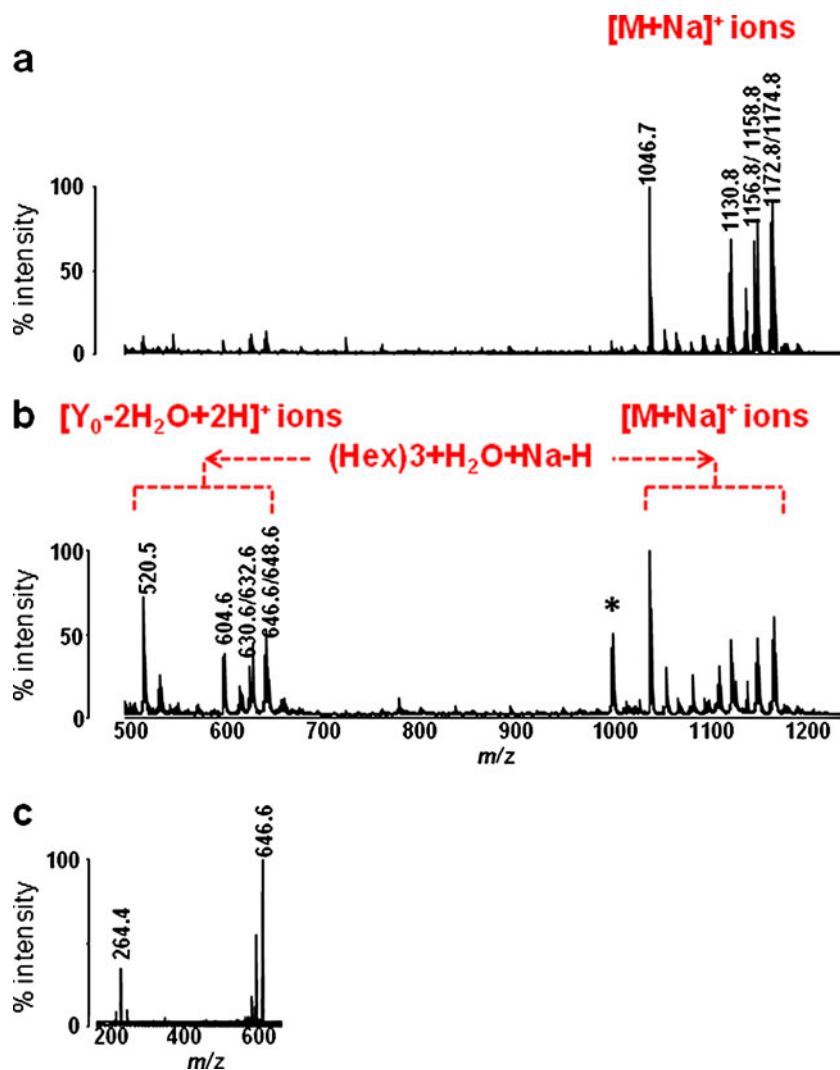 [M+Na]⁺ ions
a
1046.7
1130.8
1156.8/ 1158.8
1172.8/1174.8
100
50
0
% intensity
b
[Y₀-2H₂O+2H]⁺ ions
[M+Na]⁺ ions
(Hex)3+H₂O+Na-H
520.5
604.6
630.6/632.6
646.6/648.6
*
100
50
0
% intensity
500 600 700 800 900 1000 1100 1200
m/z
c
264.4
646.6
100
0
% intensity
200 400 600
m/z